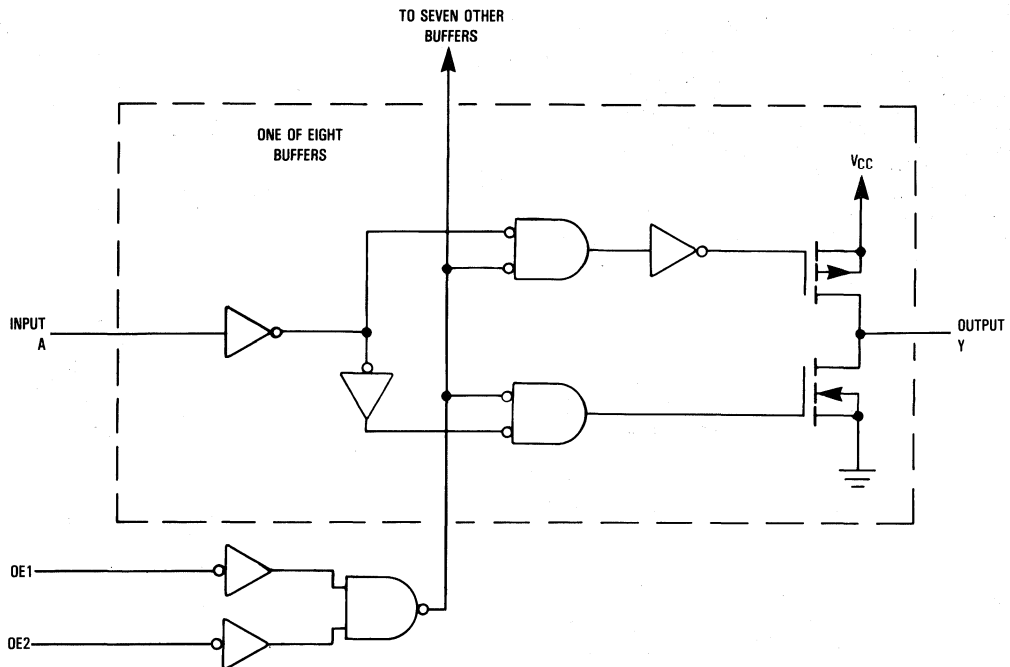 TO SEVEN OTHER
BUFFERS
ONE OF EIGHT
BUFFERS
VCC
INPUT
A
OUTPUT
Y
OE1
OE2